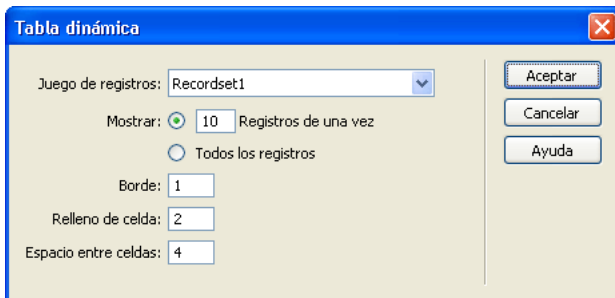 Tabla dinámica
Juego de registros: Recordset1
Mostrar: 10 Registros de una vez
Todos los registros
Borde: 1
Relleno de celda: 2
Espacio entre celdas: 4
Aceptar
Cancelar
Ayuda